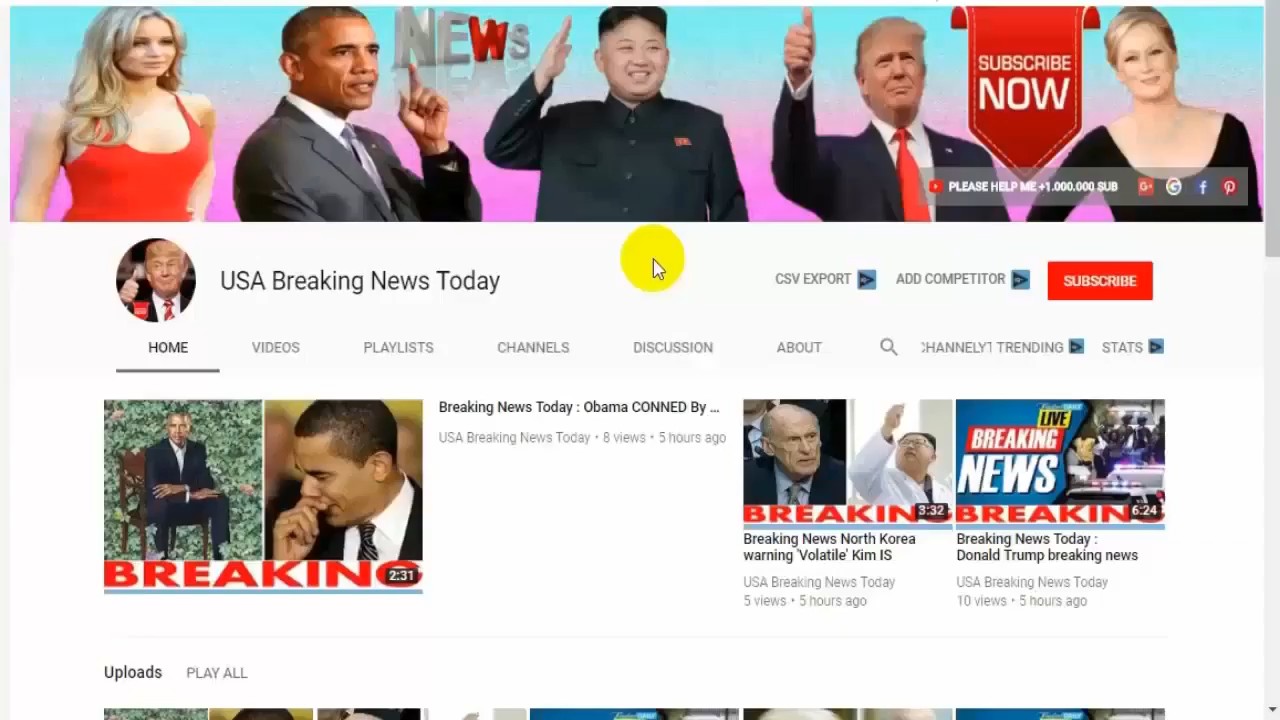 NEWS
SUBSCRIBE
NOW
PLEASE HELP ME +1.000.000 SUB
USA Breaking News Today
CSV EXPORT
ADD COMPETITOR
SUBSCRIBE
HOME
VIDEOS
PLAYLISTS
CHANNELS
DISCUSSION
ABOUT
CHANNELYT TRENDING
STATS
BREAKING
2:31
Breaking News Today : Obama CONNED By ...
USA Breaking News Today • 8 views • 5 hours ago
BREAKIN
3:32
Breaking News North Korea
warning 'Volatile' Kim IS
USA Breaking News Today
5 views • 5 hours ago
LIVE
BREAKING
NEWS
BREAKIN
6:24
Breaking News Today :
Donald Trump breaking news
USA Breaking News Today
10 views • 5 hours ago
Uploads
PLAY ALL